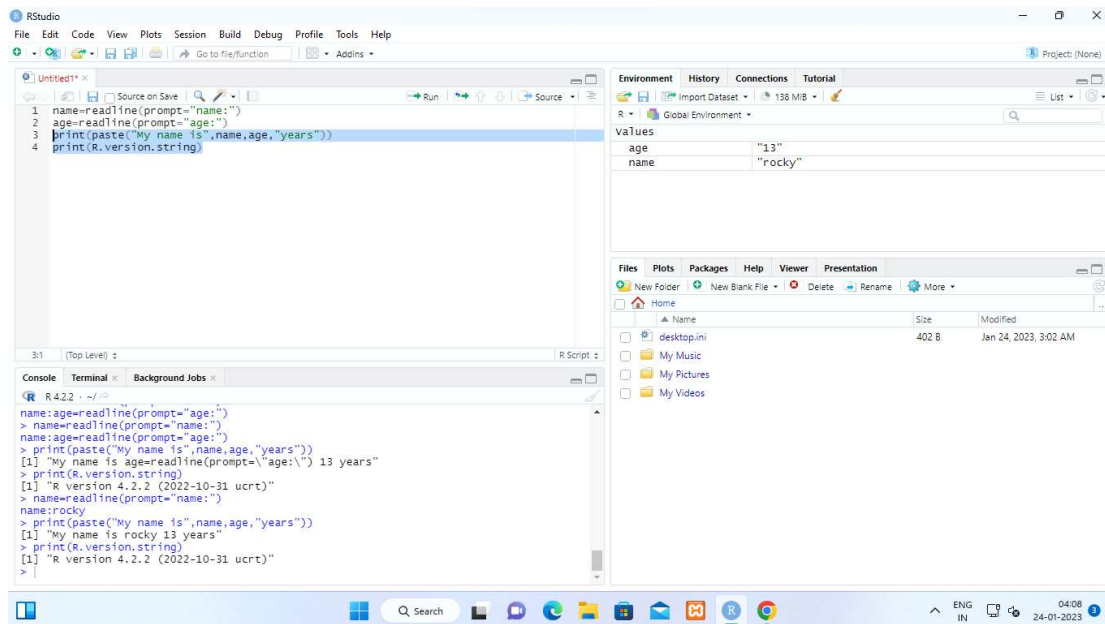 RStudio
File Edit Code View Plots Session Build Debug Profile Tools Help
Go to file/function Addins Project: (None)
Untitled1*
Source on Save Run Source
1 name=readline(prompt="name:")
2 age=readline(prompt="age:")
3 print(paste("My name is",name,age,"years"))
4 print(R.version.string)
3:1 (Top Level) R Script
Console Terminal Background Jobs
R 4.2.2 · ~/
name:age=readline(prompt="age:")
> name=readline(prompt="name:")
name:age=readline(prompt="age:")
> print(paste("My name is",name,age,"years"))
[1] "My name is age=readline(prompt=\"age:\") 13 years"
> print(R.version.string)
[1] "R version 4.2.2 (2022-10-31 ucrt)"
> name=readline(prompt="name:")
name:rocky
> print(paste("My name is",name,age,"years"))
[1] "My name is rocky 13 years"
> print(R.version.string)
[1] "R version 4.2.2 (2022-10-31 ucrt)"
>
Environment History Connections Tutorial
Import Dataset 138 MiB List
R Global Environment
Values
age "13"
name "rocky"
Files Plots Packages Help Viewer Presentation
New Folder New Blank File Delete Rename More
Home
Name Size Modified
desktop.ini 402 B Jan 24, 2023, 3:02 AM
My Music
My Pictures
My Videos
Search
ENG
IN
04:08
24-01-2023
3